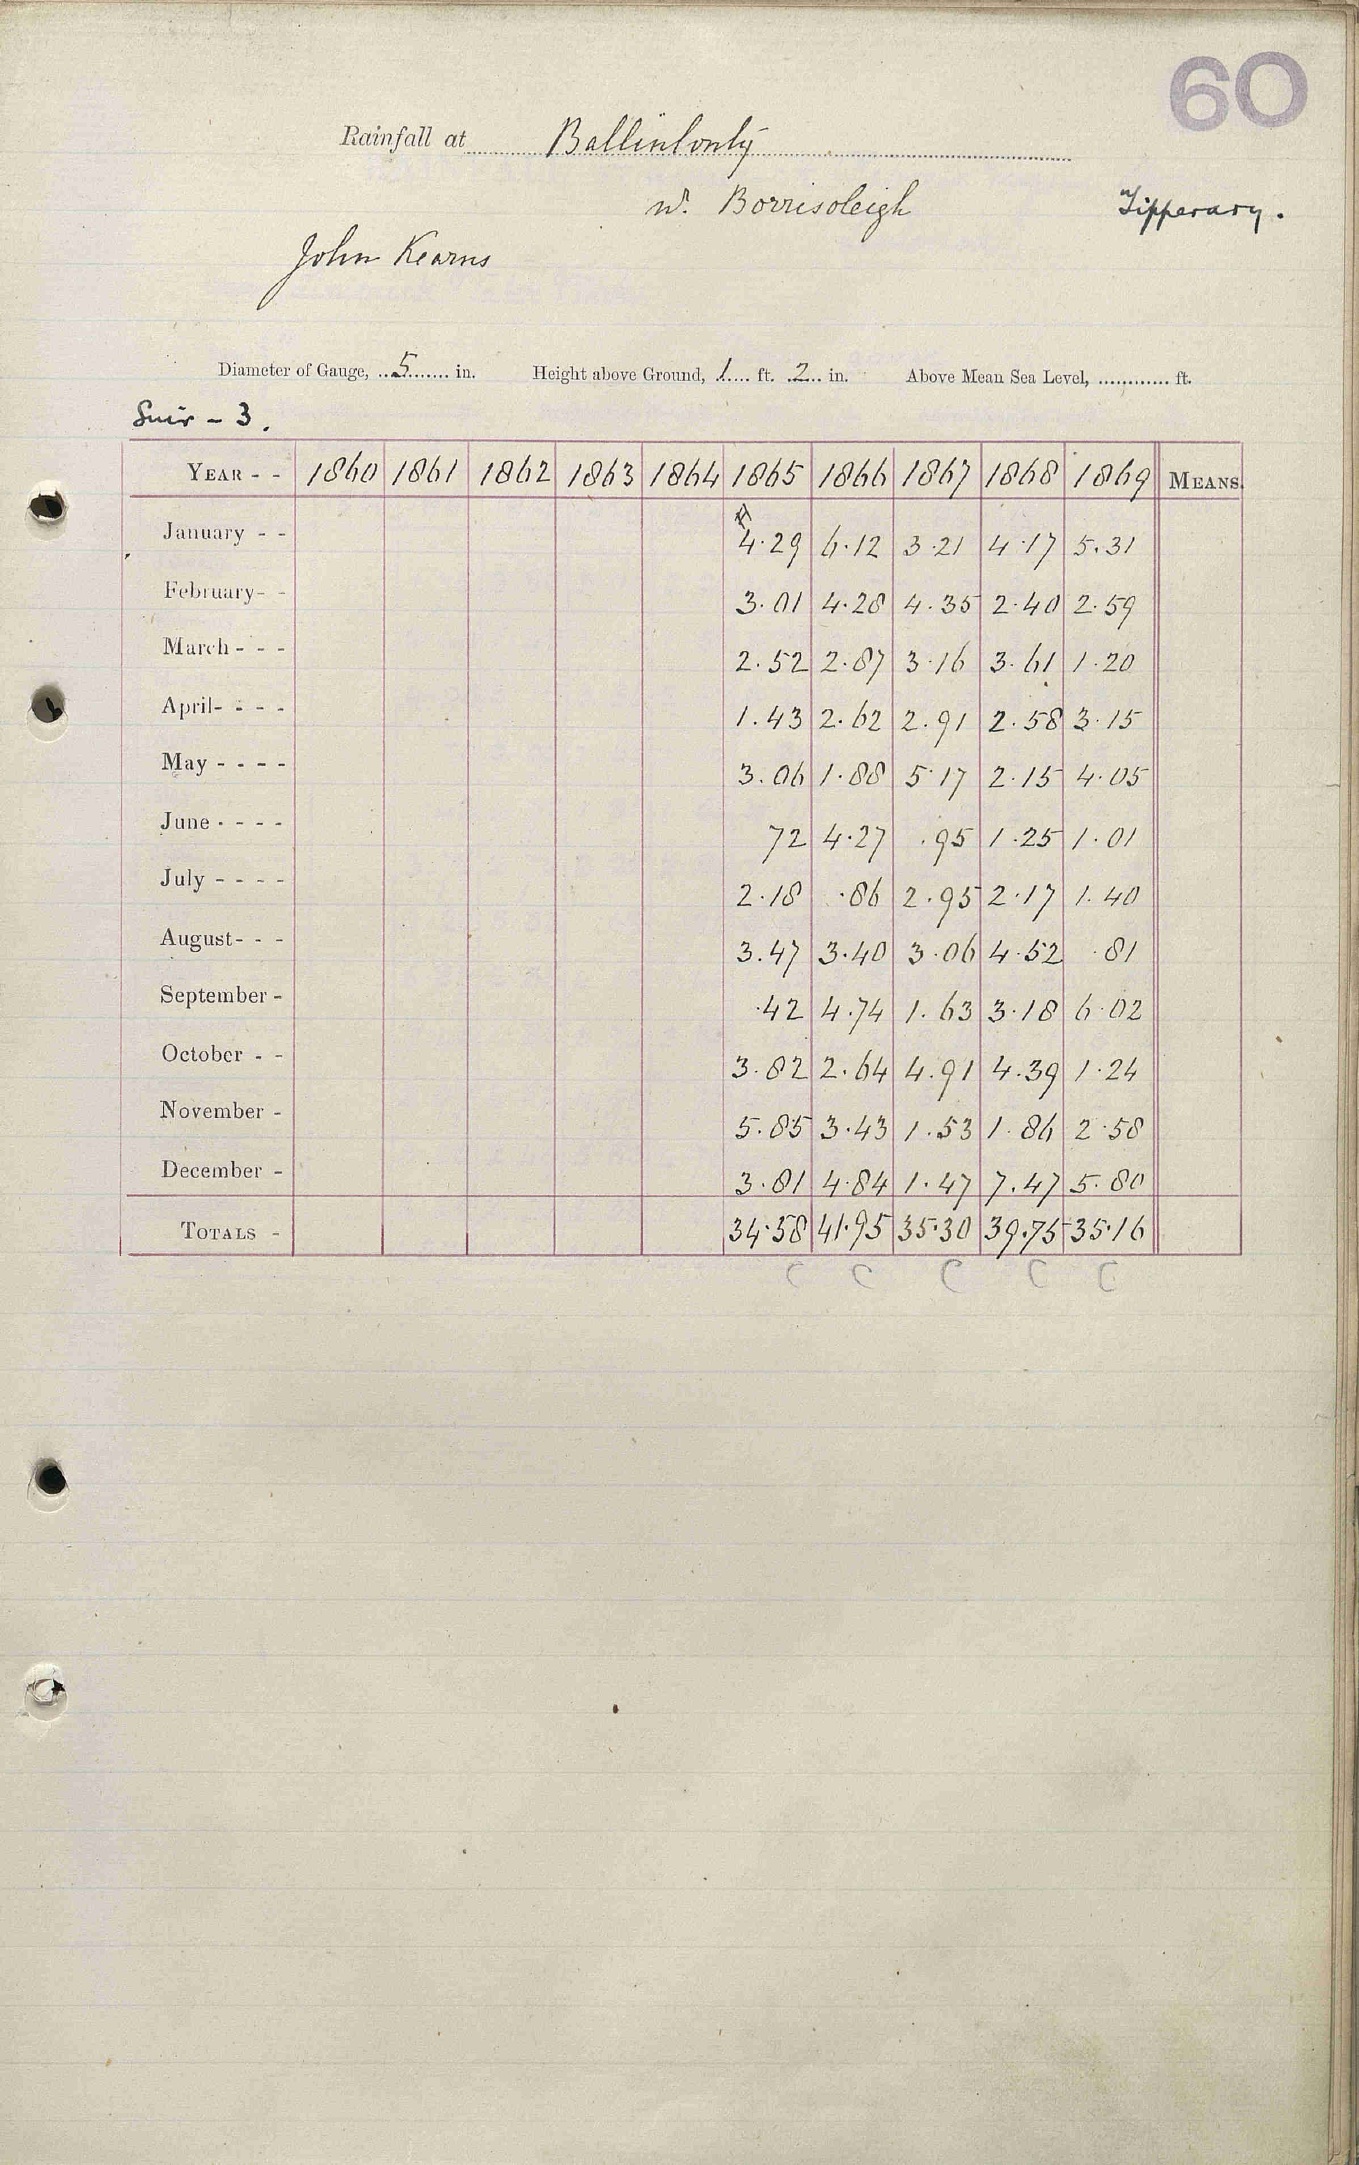 60
Rainfall at Ballinlonty
nr. Borrisoleigh Tipperary.
John Kearns
Diameter of Gauge, 5 in. Height above Ground, 1 ft. 2 in. Above Mean Sea Level, ............ ft.
Suir - 3.
YEAR - - 1860 1861 1862 1863 1864 1865 1866 1867 1868 1869 MEANS.
January - - 4.29 6.12 3.21 4.17 5.31
February - - 3.01 4.28 4.35 2.40 2.59
March - - - 2.52 2.87 3.16 3.61 1.20
April - - - - 1.43 2.62 2.91 2.58 3.15
May - - - - 3.06 1.88 5.17 2.15 4.05
June - - - - 72 4.27 .95 1.25 1.01
July - - - - 2.18 .86 2.95 2.17 1.40
August - - - 3.47 3.40 3.06 4.52 .81
September - .42 4.74 1.63 3.18 6.02
October - - 3.82 2.64 4.91 4.39 1.24
November - 5.85 3.43 1.53 1.86 2.58
December - 3.81 4.84 1.47 7.47 5.80
TOTALS - 34.58 41.95 35.30 39.75 35.16
C C C C C